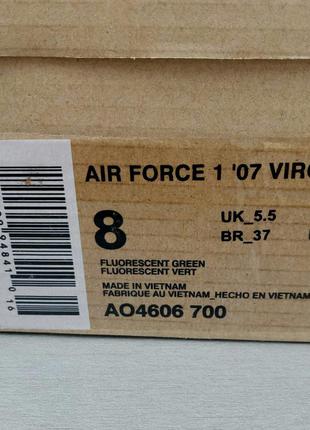 AIR FORCE 1 '07 VIRG
8
UK_5.5
BR_37
FLUORESCENT GREEN
FLUORESCENT VERT
MADE IN VIETNAM
FABRIQUE AU VIETNAM_HECHO EN VIETNAM
AO4606 700